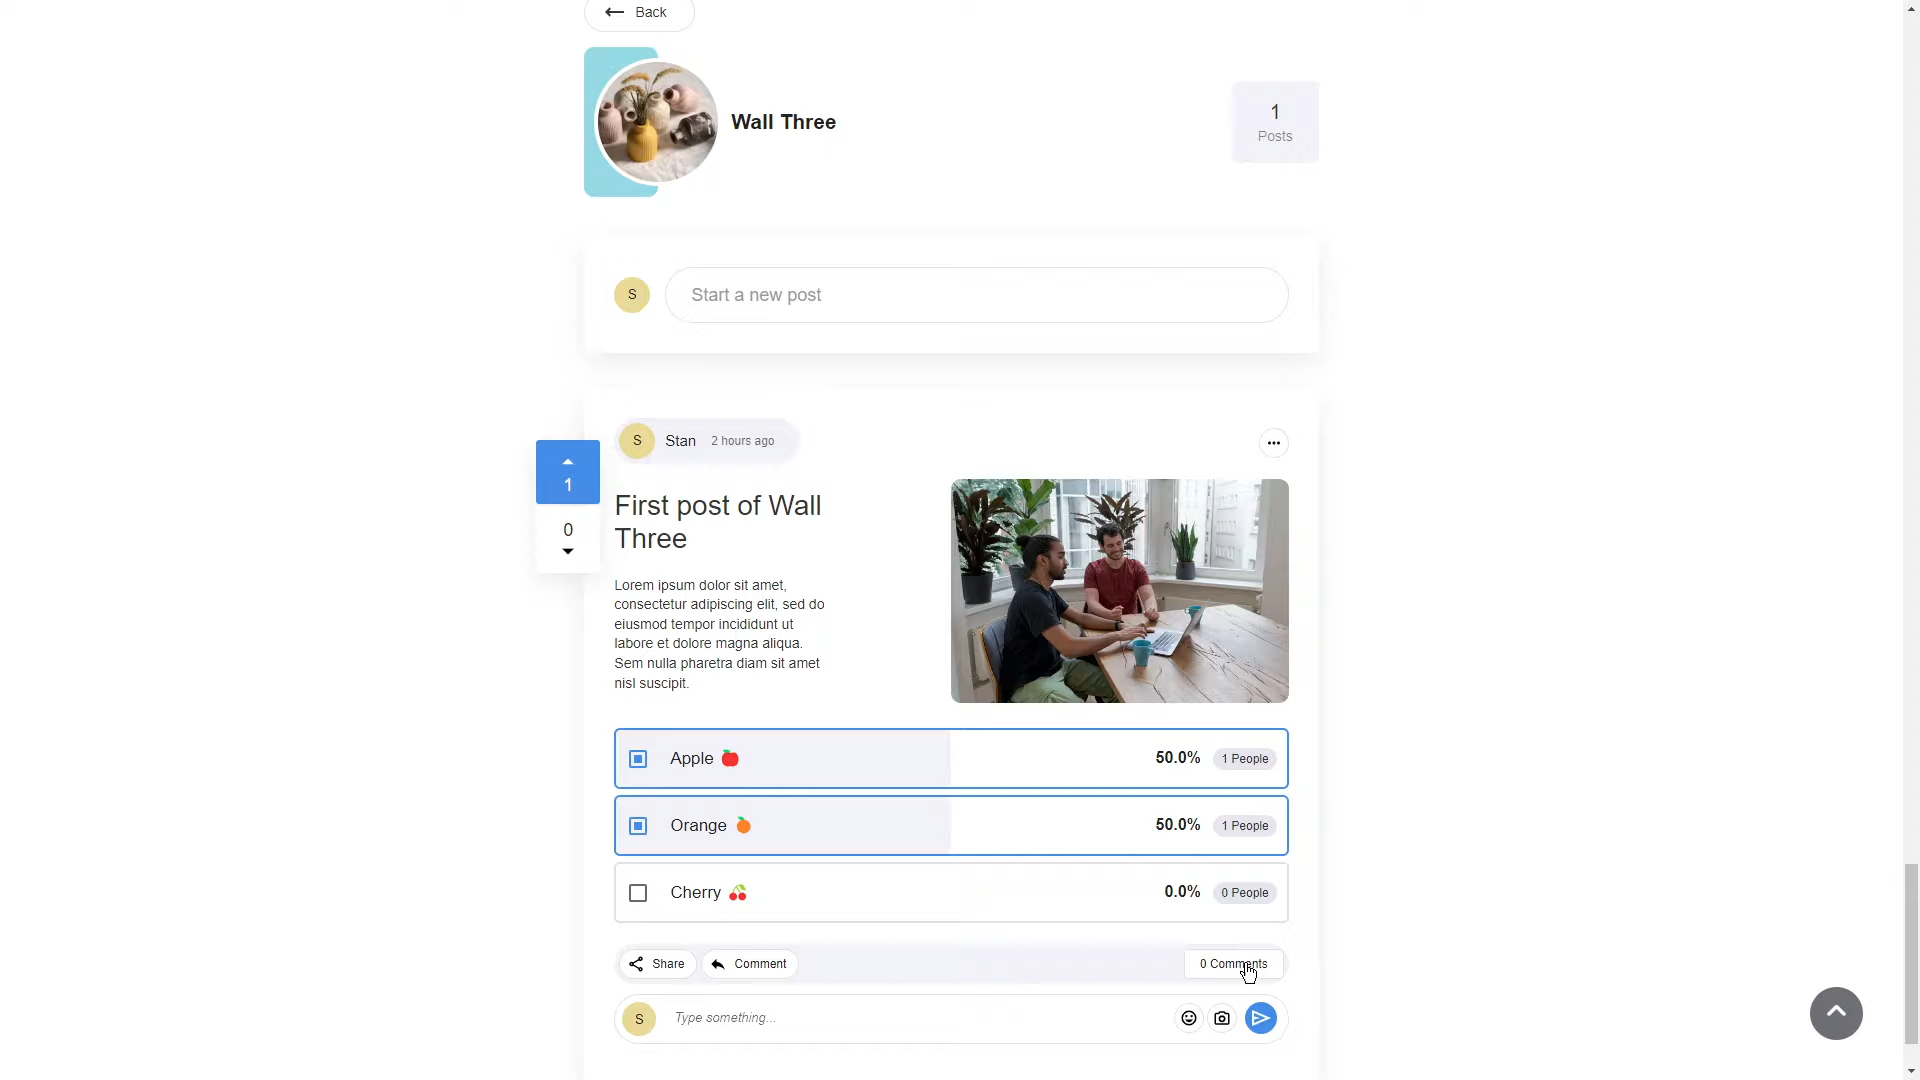 Back
Wall Three
1
Posts
S
Start a new post
S
Stan
2 hours ago
1
0
First post of Wall
Three
Lorem ipsum dolor sit amet,
consectetur adipiscing elit, sed do
eiusmod tempor incididunt ut
labore et dolore magna aliqua.
Sem nulla pharetra diam sit amet
nisl suscipit.
Apple 50.0% 1 People
Orange 50.0% 1 People
Cherry 0.0% 0 People
Share Comment 0 Comments
S
Type something...